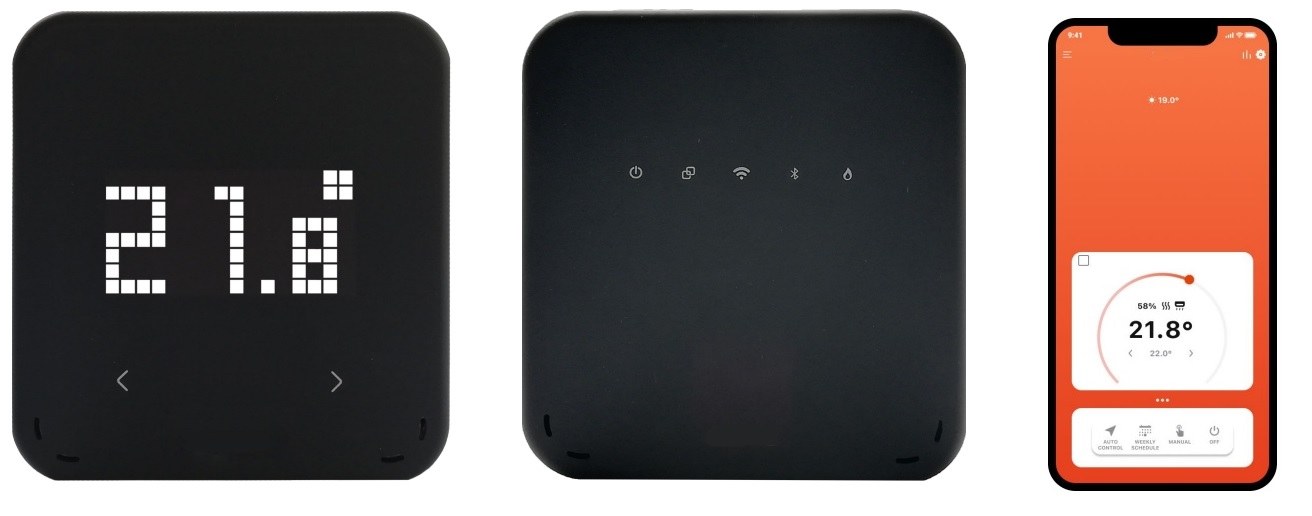 21.8°
9:41
19.0°
58%
21.8°
22.0°
AUTO CONTROL
WEEKLY SCHEDULE
MANUAL
OFF